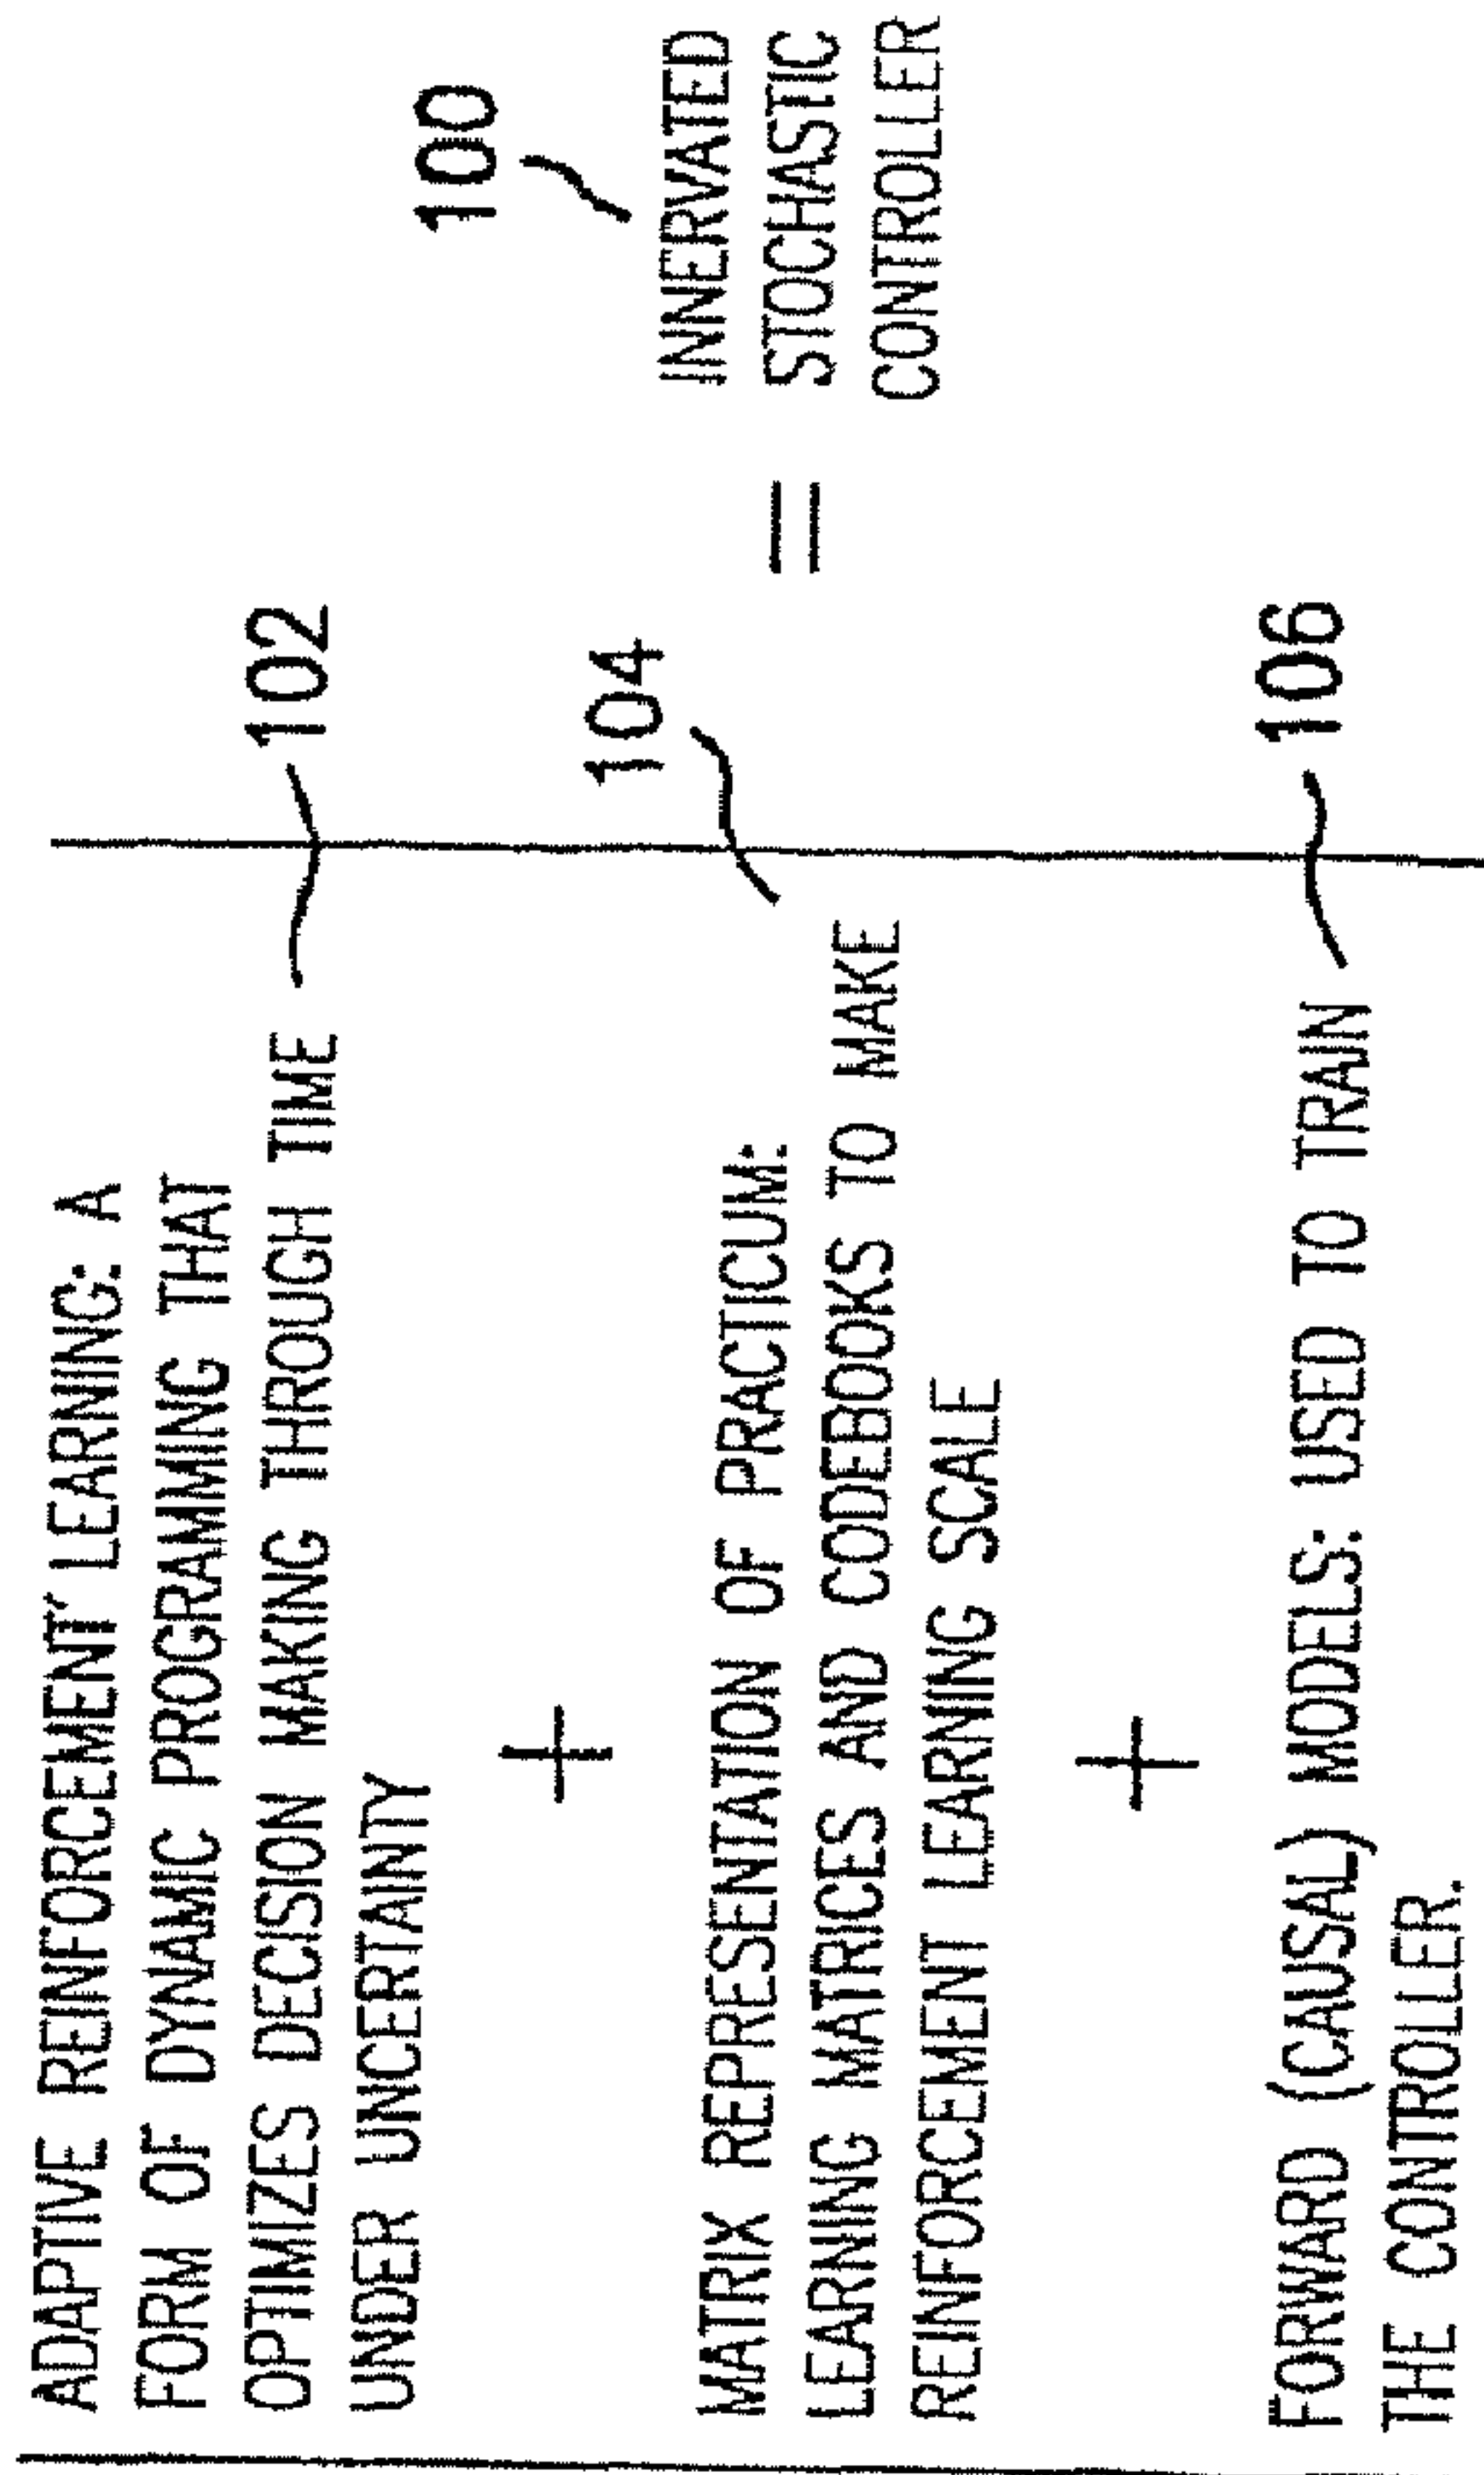 ADAPTIVE REINFORCEMENT LEARNING: A
FORM OF DYNAMIC PROGRAMMING THAT
OPTIMIZES DECISION MAKING THROUGH TIME
UNDER UNCERTAINTY
102
+
MATRIX REPRESENTATION OF PRACTICUM:
LEARNING MATRICES AND CODEBOOKS TO MAKE
REINFORCEMENT LEARNING SCALE
104
+
FORWARD (CAUSAL) MODELS: USED TO TRAIN
THE CONTROLLER.
106
=
100
INNERVATED
STOCHASTIC
CONTROLLER